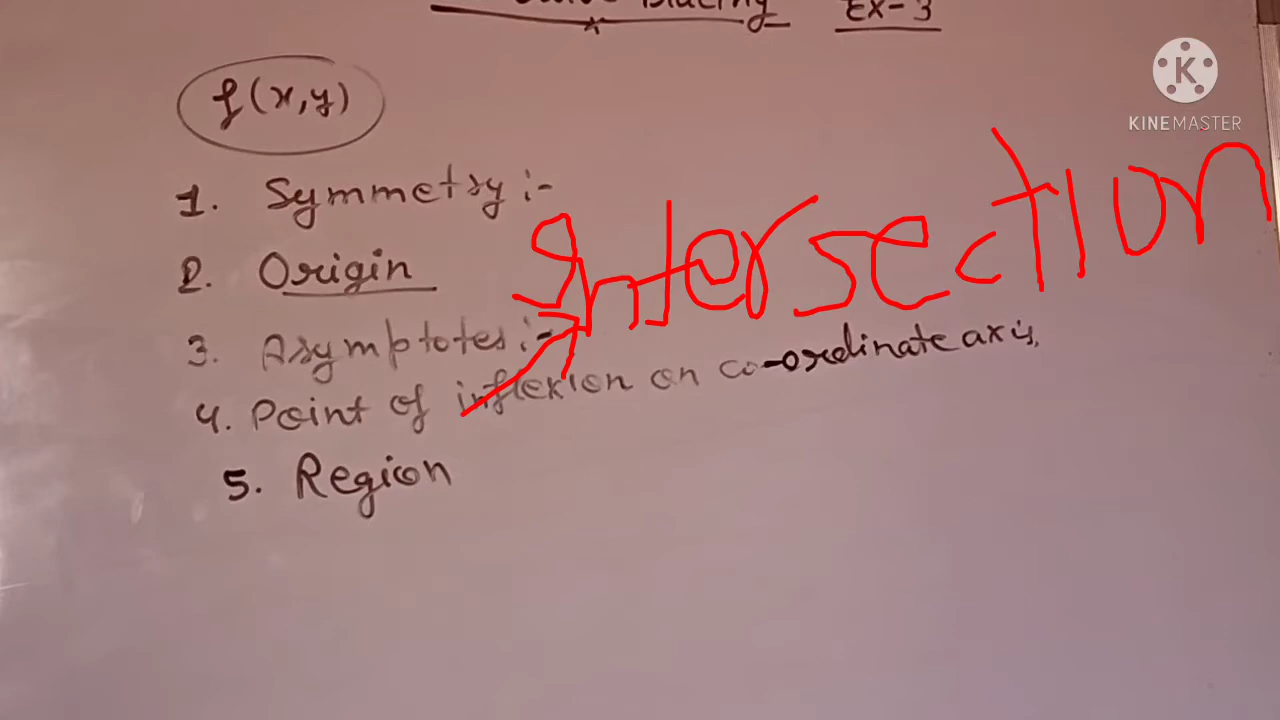 EX-3
KINEMASTER
f(x,y)
1. Symmetry :-
Intersection
2. Origin
3. Asymptotes :-
4. Point of inflexion on co-ordinate axis,
5. Region